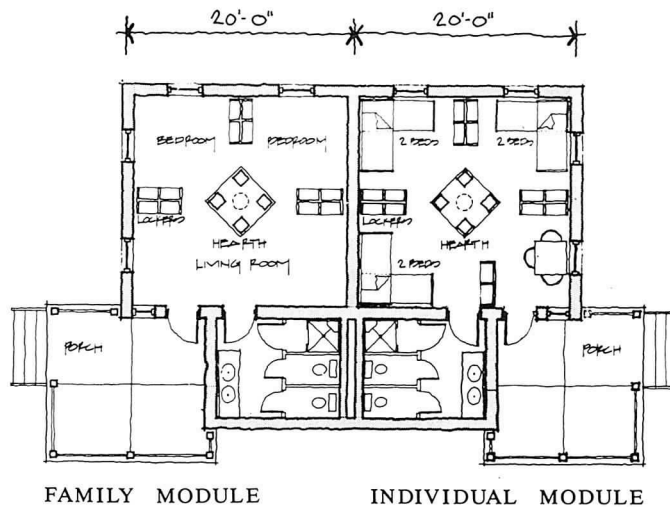 20'-0" 20'-0"
BEDROOM BEDROOM 2 BEDS 2 BEDS
LOCKERS LOCKERS
HEARTH HEARTH
LIVING ROOM 2 BEDS
PORCH PORCH
FAMILY MODULE INDIVIDUAL MODULE